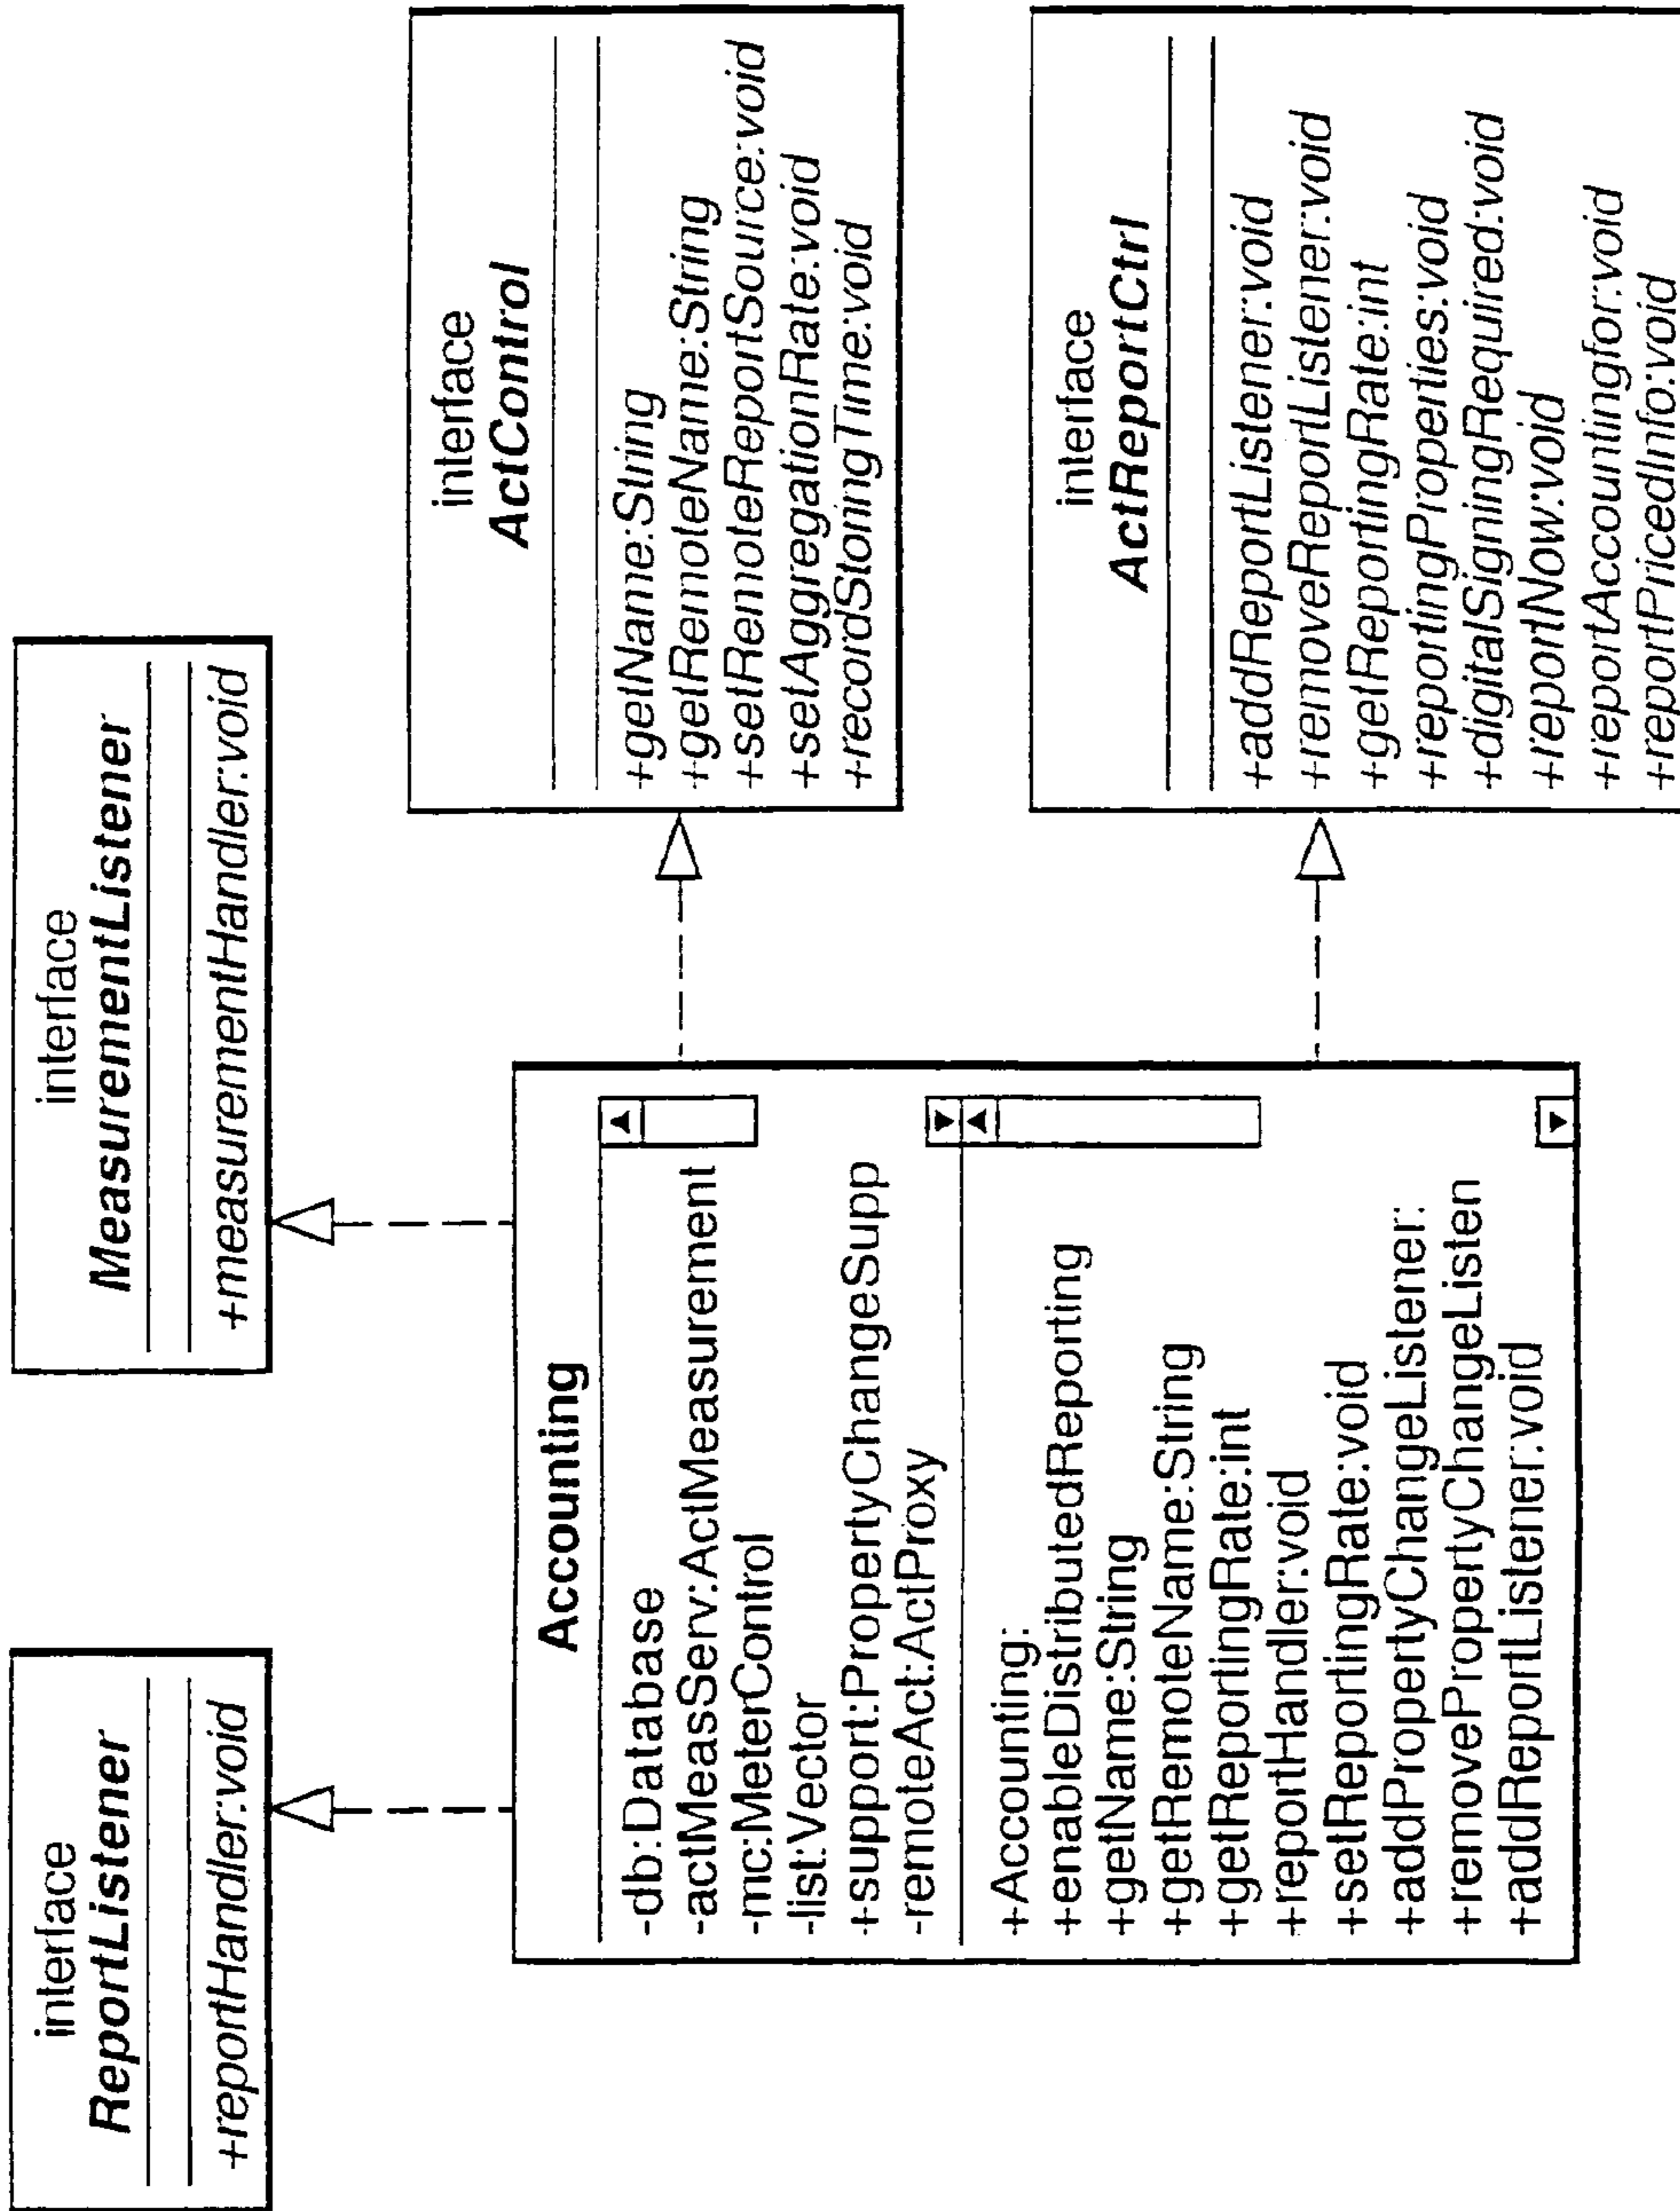 interface
ReportListener
+reportHandler:void
interface
MeasurementListener
+measurementHandler:void
Accounting
-db:Database
-actMeasServ:ActMeasurement
-mc:MeterControl
-list:Vector
+support:PropertyChangeSupp
-remoteAct:ActProxy
+Accounting:
+enableDistributedReporting
+getName:String
+getRemoteName:String
+getReportingRate:int
+reportHandler:void
+setReportingRate:void
+addPropertyChangeListener:
+removePropertyChangeListen
+addReportListener:void
interface
ActControl
+getName:String
+getRemoteName:String
+setRemoteReportSource:void
+setAggregationRate:void
+recordStoringTime:void
interface
ActReportCtrl
+addReportListener:void
+removeReportListener:void
+getReportingRate:int
+reportingProperties:void
+digitalSigningRequired:void
+reportNow:void
+reportAccountingfor:void
+reportPricedInfo:void